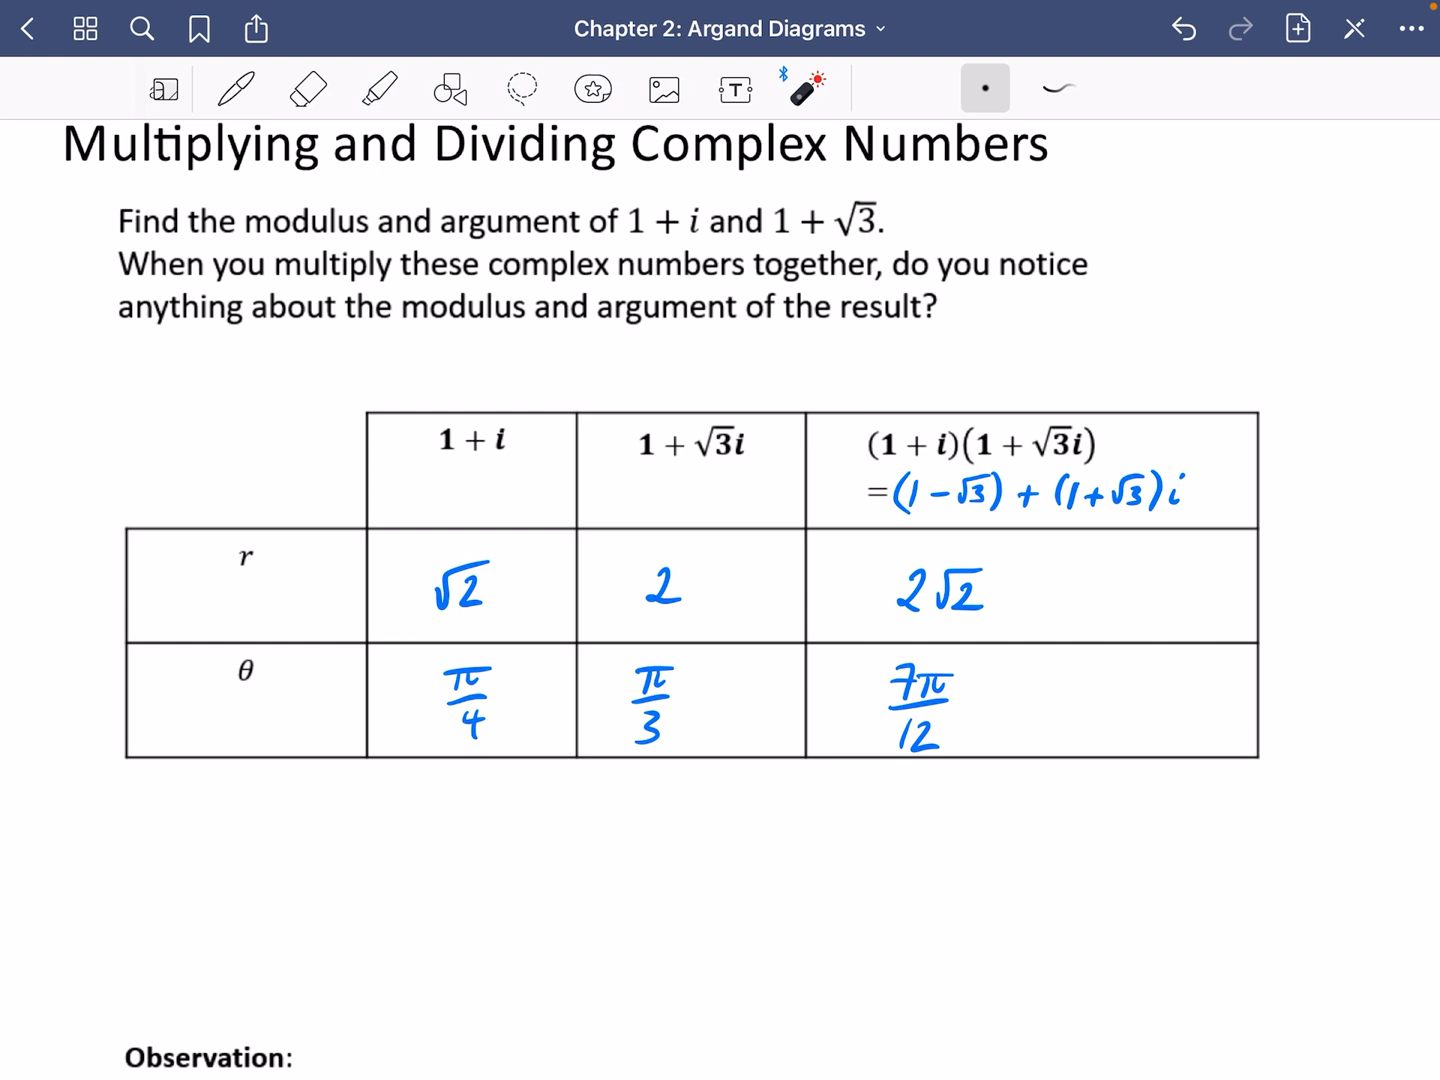 Chapter 2: Argand Diagrams
Multiplying and Dividing Complex Numbers
Find the modulus and argument of 1 + i and 1 + √3.
When you multiply these complex numbers together, do you notice
anything about the modulus and argument of the result?
1 + i
1 + √3i
(1 + i)(1 + √3i)
=(1 - √3) + (1+√3)i
r
√2
2
2√2
θ
π/4
π/3
7π/12
Observation: